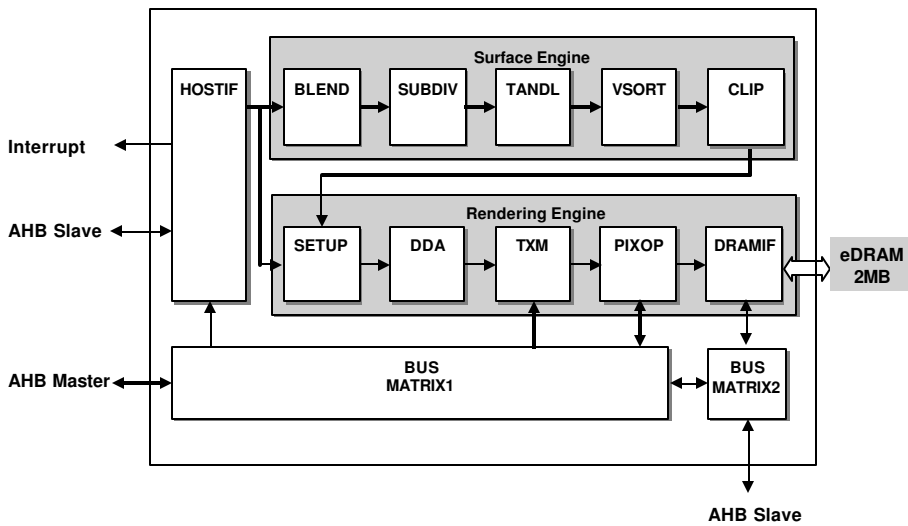 Surface Engine
HOSTIF
BLEND
SUBDIV
TANDL
VSORT
CLIP
Interrupt
AHB Slave
Rendering Engine
SETUP
DDA
TXM
PIXOP
DRAMIF
eDRAM
2MB
AHB Master
BUS
MATRIX1
BUS
MATRIX2
AHB Slave